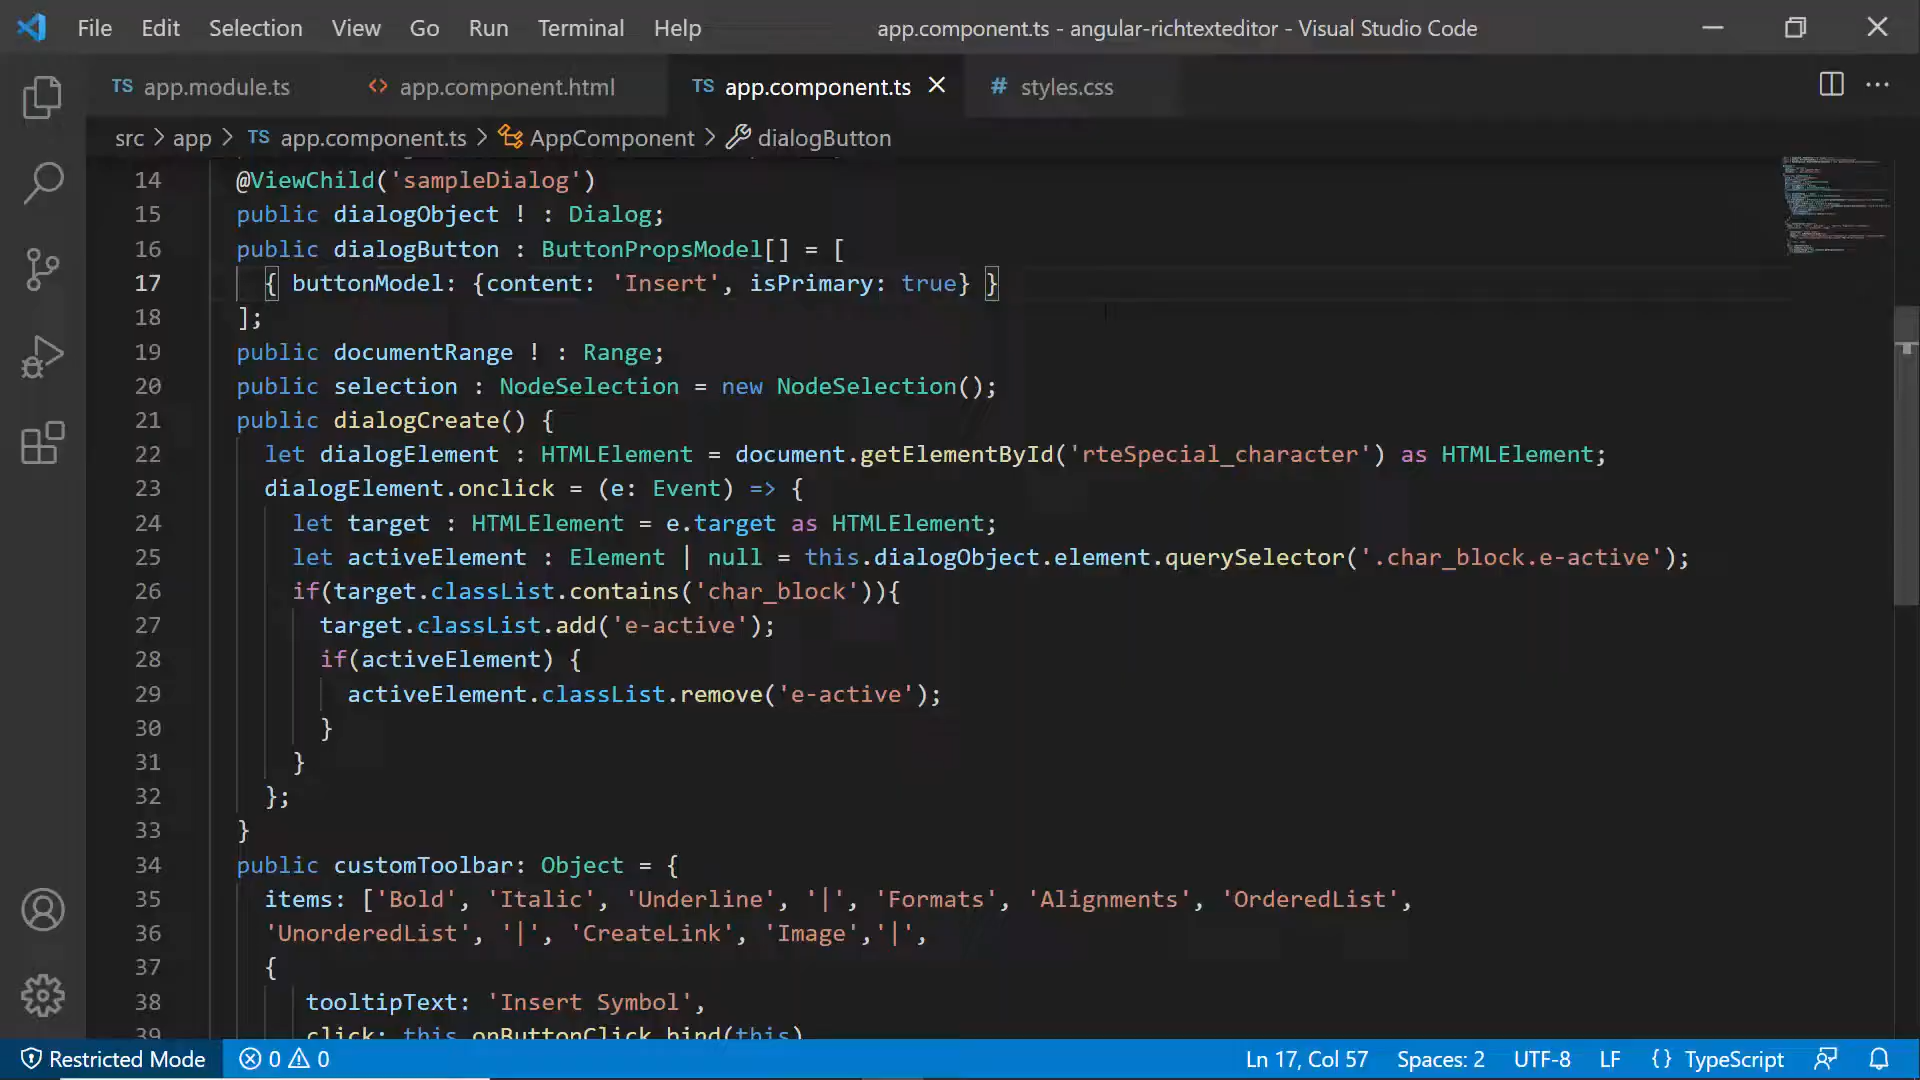 File Edit Selection View Go Run Terminal Help app.component.ts - angular-richtexteditor - Visual Studio Code
TS app.module.ts <> app.component.html TS app.component.ts # styles.css
src > app > TS app.component.ts > AppComponent > dialogButton
14 @ViewChild('sampleDialog')
15 public dialogObject ! : Dialog;
16 public dialogButton : ButtonPropsModel[] = [
17 { buttonModel: {content: 'Insert', isPrimary: true} }
18 ];
19 public documentRange ! : Range;
20 public selection : NodeSelection = new NodeSelection();
21 public dialogCreate() {
22 let dialogElement : HTMLElement = document.getElementById('rteSpecial_character') as HTMLElement;
23 dialogElement.onclick = (e: Event) => {
24 let target : HTMLElement = e.target as HTMLElement;
25 let activeElement : Element | null = this.dialogObject.element.querySelector('.char_block.e-active');
26 if(target.classList.contains('char_block')){
27 target.classList.add('e-active');
28 if(activeElement) {
29 activeElement.classList.remove('e-active');
30 }
31 }
32 };
33 }
34 public customToolbar: Object = {
35 items: ['Bold', 'Italic', 'Underline', '|', 'Formats', 'Alignments', 'OrderedList',
36 'UnorderedList', '|', 'CreateLink', 'Image','|',
37 {
38 tooltipText: 'Insert Symbol',
39 click: this.onButtonClick.bind(this)
Restricted Mode 0 0 Ln 17, Col 57 Spaces: 2 UTF-8 LF {} TypeScript